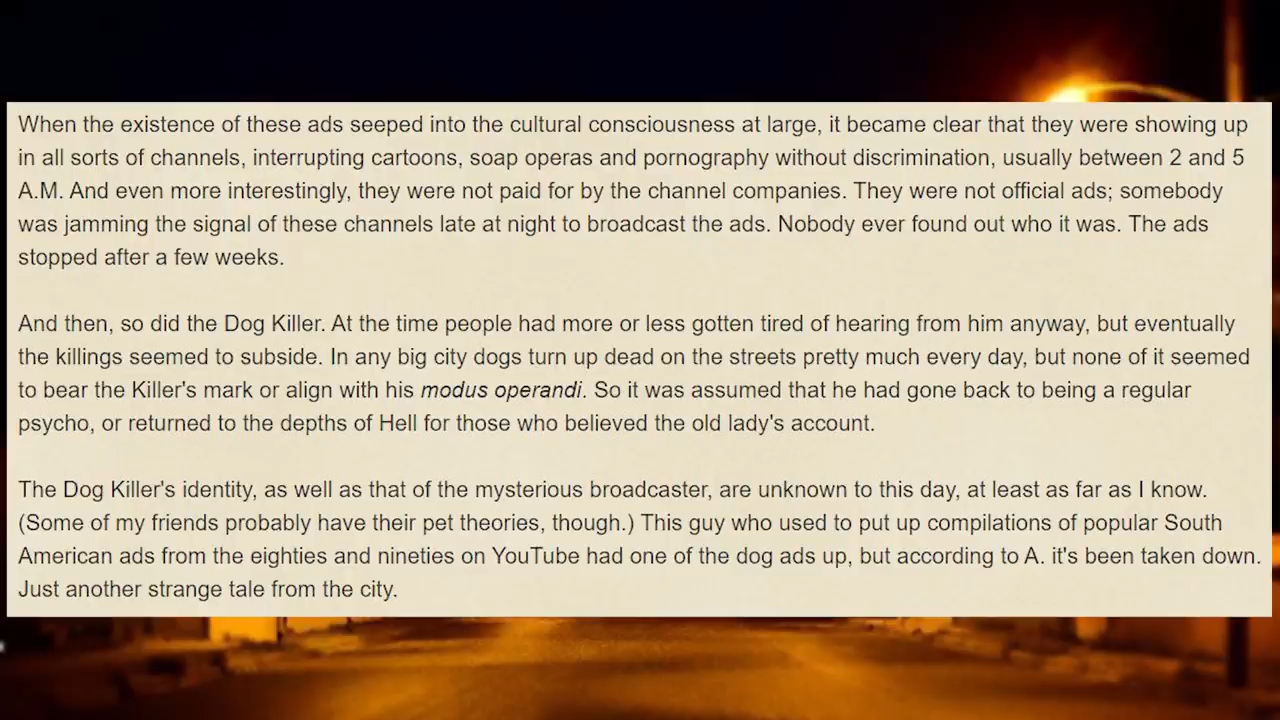 When the existence of these ads seeped into the cultural consciousness at large, it became clear that they were showing up
in all sorts of channels, interrupting cartoons, soap operas and pornography without discrimination, usually between 2 and 5
A.M. And even more interestingly, they were not paid for by the channel companies. They were not official ads; somebody
was jamming the signal of these channels late at night to broadcast the ads. Nobody ever found out who it was. The ads
stopped after a few weeks.
And then, so did the Dog Killer. At the time people had more or less gotten tired of hearing from him anyway, but eventually
the killings seemed to subside. In any big city dogs turn up dead on the streets pretty much every day, but none of it seemed
to bear the Killer's mark or align with his modus operandi. So it was assumed that he had gone back to being a regular
psycho, or returned to the depths of Hell for those who believed the old lady's account.
The Dog Killer's identity, as well as that of the mysterious broadcaster, are unknown to this day, at least as far as I know.
(Some of my friends probably have their pet theories, though.) This guy who used to put up compilations of popular South
American ads from the eighties and nineties on YouTube had one of the dog ads up, but according to A. it's been taken down.
Just another strange tale from the city.